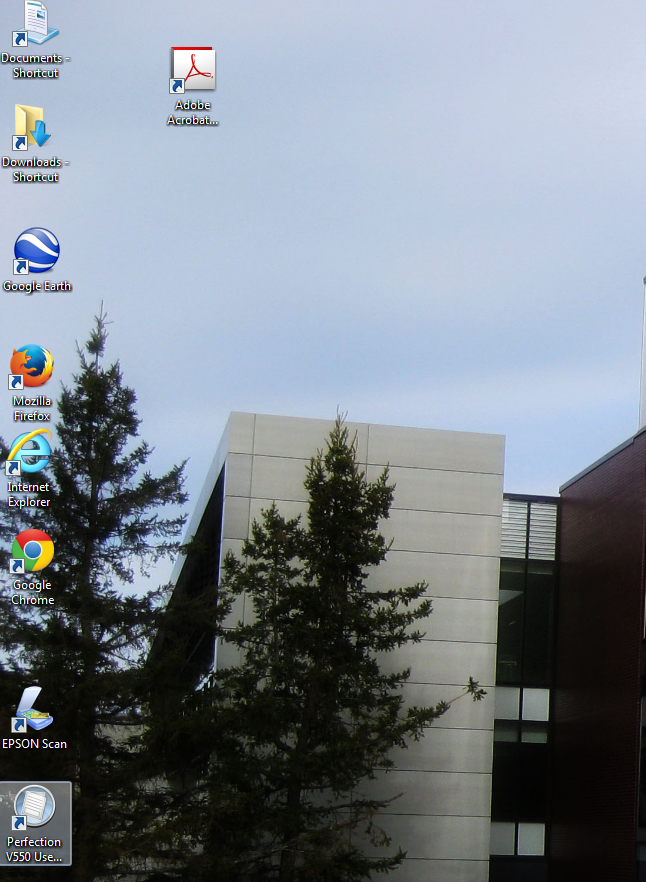 Documents -
Shortcut
Adobe
Acrobat...
Downloads -
Shortcut
Google Earth
Mozilla
Firefox
Internet
Explorer
Google
Chrome
EPSON Scan
Perfection
V550 Use...